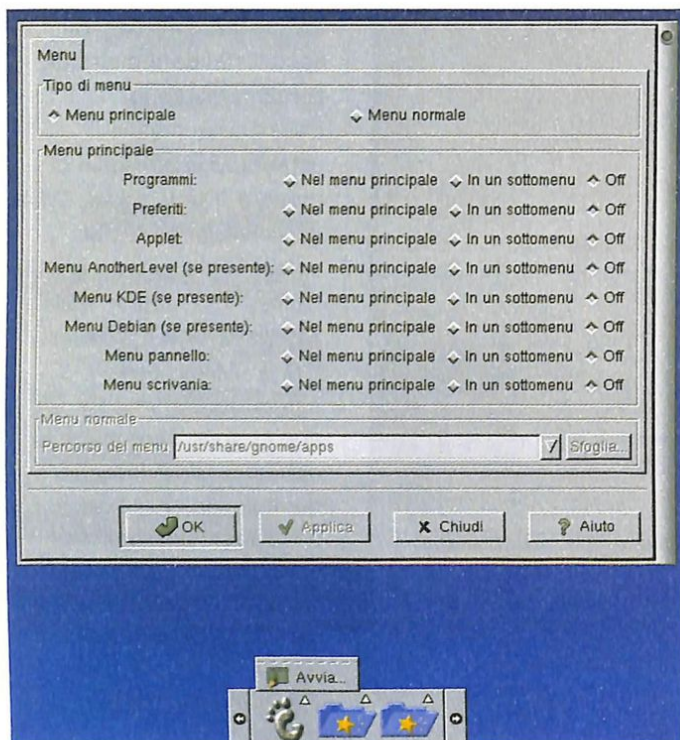 Menu
Tipo di menu
Menu principale Menu normale
Menu principale
Programmi: Nel menu principale In un sottomenu Off
Preferiti: Nel menu principale In un sottomenu Off
Applet: Nel menu principale In un sottomenu Off
Menu AnotherLevel (se presente): Nel menu principale In un sottomenu Off
Menu KDE (se presente): Nel menu principale In un sottomenu Off
Menu Debian (se presente): Nel menu principale In un sottomenu Off
Menu pannello: Nel menu principale In un sottomenu Off
Menu scrivania: Nel menu principale In un sottomenu Off
Menu normale
Percorso del menu /usr/share/gnome/apps Sfoglia...
OK Applica Chiudi Aiuto
Avvia...